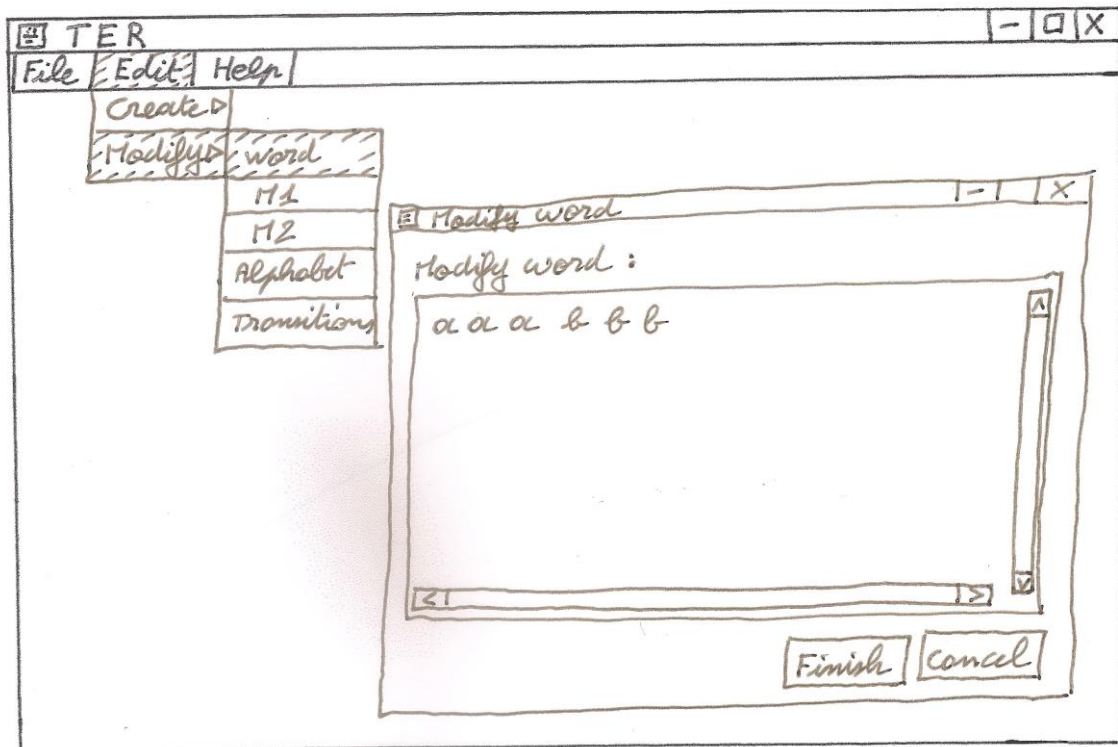 TER
File Edit Help
Create
Modify word
M1
M2
Alphabet
Transitions
Modify word
Modify word :
a a a b b b
Finish Cancel